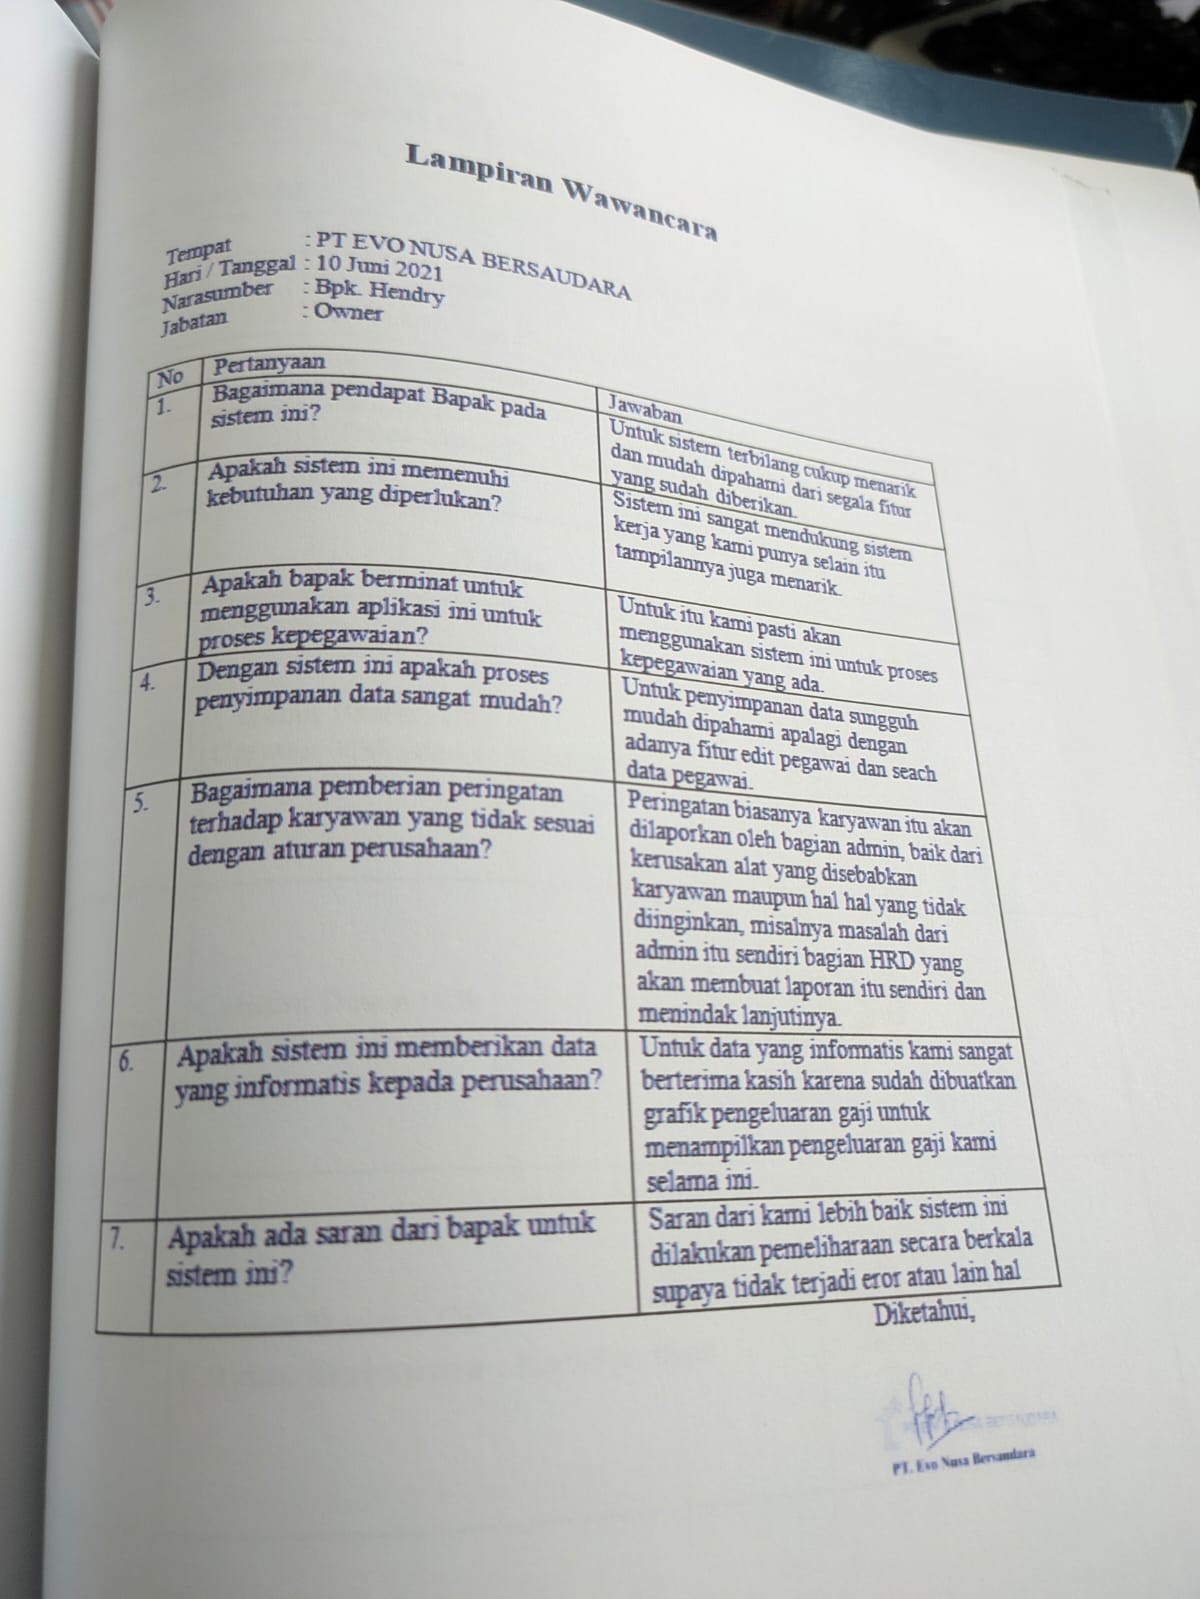 Lampiran Wawancara
Tempat : PT EVO NUSA BERSAUDARA
Hari / Tanggal : 10 Juni 2021
Narasumber : Bpk. Hendry
Jabatan : Owner
No Pertanyaan
Jawaban
1.
Bagaimana pendapat Bapak pada
sistem ini?
Untuk sistem terbilang cukup menarik
dan mudah dipahami dari segala fitur
yang sudah diberikan.
2.
Apakah sistem ini memenuhi
kebutuhan yang diperlukan?
Sistem ini sangat mendukung sistem
kerja yang kami punya selain itu
tampilannya juga menarik.
3.
Apakah bapak berminat untuk
menggunakan aplikasi ini untuk
proses kepegawaian?
Untuk itu kami pasti akan
menggunakan sistem ini untuk proses
kepegawaian yang ada.
4.
Dengan sistem ini apakah proses
penyimpanan data sangat mudah?
Untuk penyimpanan data sungguh
mudah dipahami apalagi dengan
adanya fitur edit pegawai dan seach
data pegawai.
5.
Bagaimana pemberian peringatan
terhadap karyawan yang tidak sesuai
dengan aturan perusahaan?
Peringatan biasanya karyawan itu akan
dilaporkan oleh bagian admin, baik dari
kerusakan alat yang disebabkan
karyawan maupun hal hal yang tidak
diinginkan, misalnya masalah dari
admin itu sendiri bagian HRD yang
akan membuat laporan itu sendiri dan
menindak lanjutinya.
6.
Apakah sistem ini memberikan data
yang informatis kepada perusahaan?
Untuk data yang informatis kami sangat
berterima kasih karena sudah dibuatkan
grafik pengeluaran gaji untuk
menampilkan pengeluaran gaji kami
selama ini.
7.
Apakah ada saran dari bapak untuk
sistem ini?
Saran dari kami lebih baik sistem ini
dilakukan pemeliharaan secara berkala
supaya tidak terjadi eror atau lain hal
Diketahui,
NUSA BERSAUDARA
PT. Evo Nusa Bersaudara